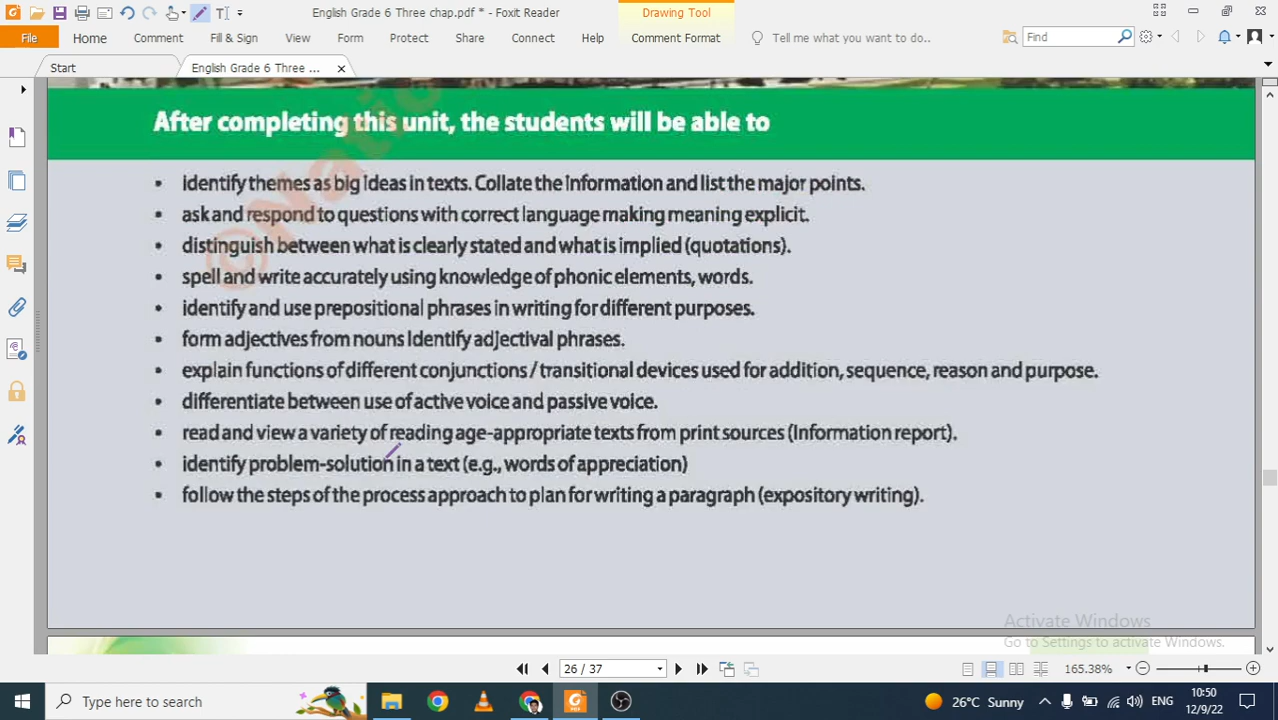 English Grade 6 Three chap.pdf * - Foxit Reader
Drawing Tool
File Home Comment Fill & Sign View Form Protect Share Connect Help Comment Format Tell me what you want to do.. Find
Start English Grade 6 Three ... x
After completing this unit, the students will be able to
• identify themes as big ideas in texts. Collate the information and list the major points.
• ask and respond to questions with correct language making meaning explicit.
• distinguish between what is clearly stated and what is implied (quotations).
• spell and write accurately using knowledge of phonic elements, words.
• identify and use prepositional phrases in writing for different purposes.
• form adjectives from nouns Identify adjectival phrases.
• explain functions of different conjunctions / transitional devices used for addition, sequence, reason and purpose.
• differentiate between use of active voice and passive voice.
• read and view a variety of reading age-appropriate texts from print sources (Information report).
• identify problem-solution in a text (e.g., words of appreciation)
• follow the steps of the process approach to plan for writing a paragraph (expository writing).
©Natio
Activate Windows
Go to Settings to activate Windows.
26 / 37 165.38%
Type here to search
26°C Sunny ENG
10:50
12/9/22